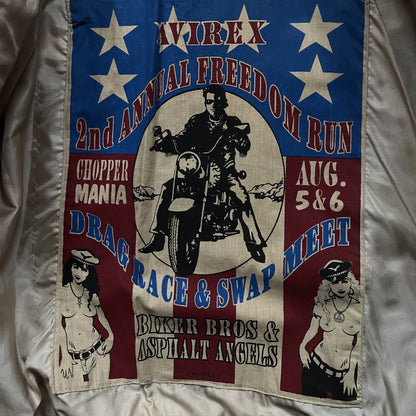 AVIREX
2nd ANNUAL FREEDOM RUN
CHOPPER
MANIA
AUG.
5&6
DRAG RACE & SWAP MEET
BIKER BROS &
ASPHALT ANGELS